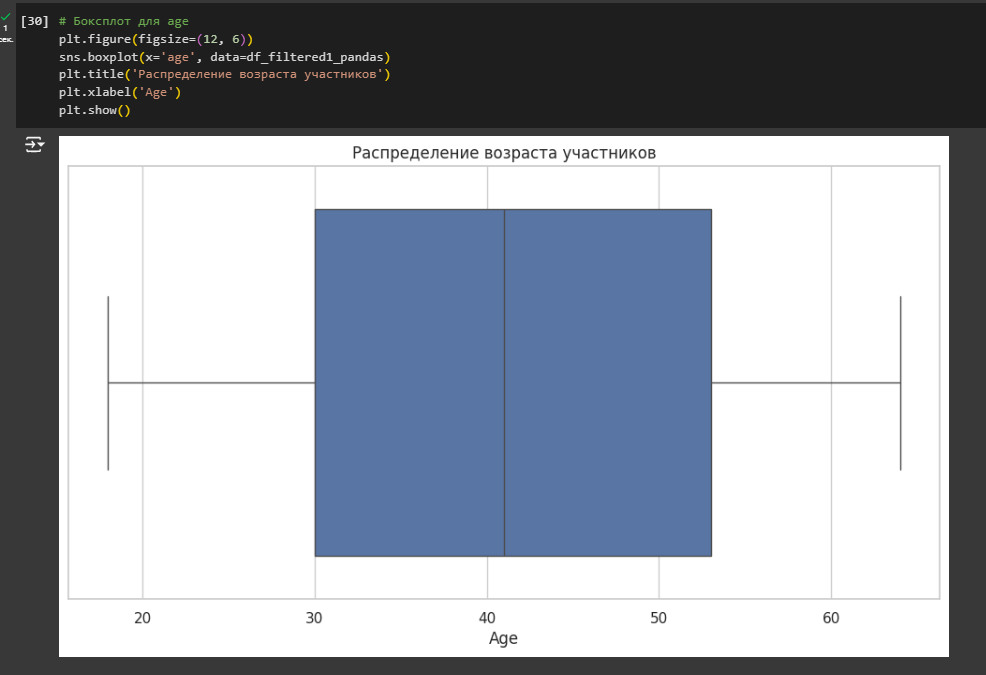 [30] # Боксплот для age
1
plt.figure(figsize=(12, 6))
sns.boxplot(x='age', data=df_filtered1_pandas)
plt.title('Распределение возраста участников')
plt.xlabel('Age')
plt.show()
Распределение возраста участников
20 30 40 50 60
Age